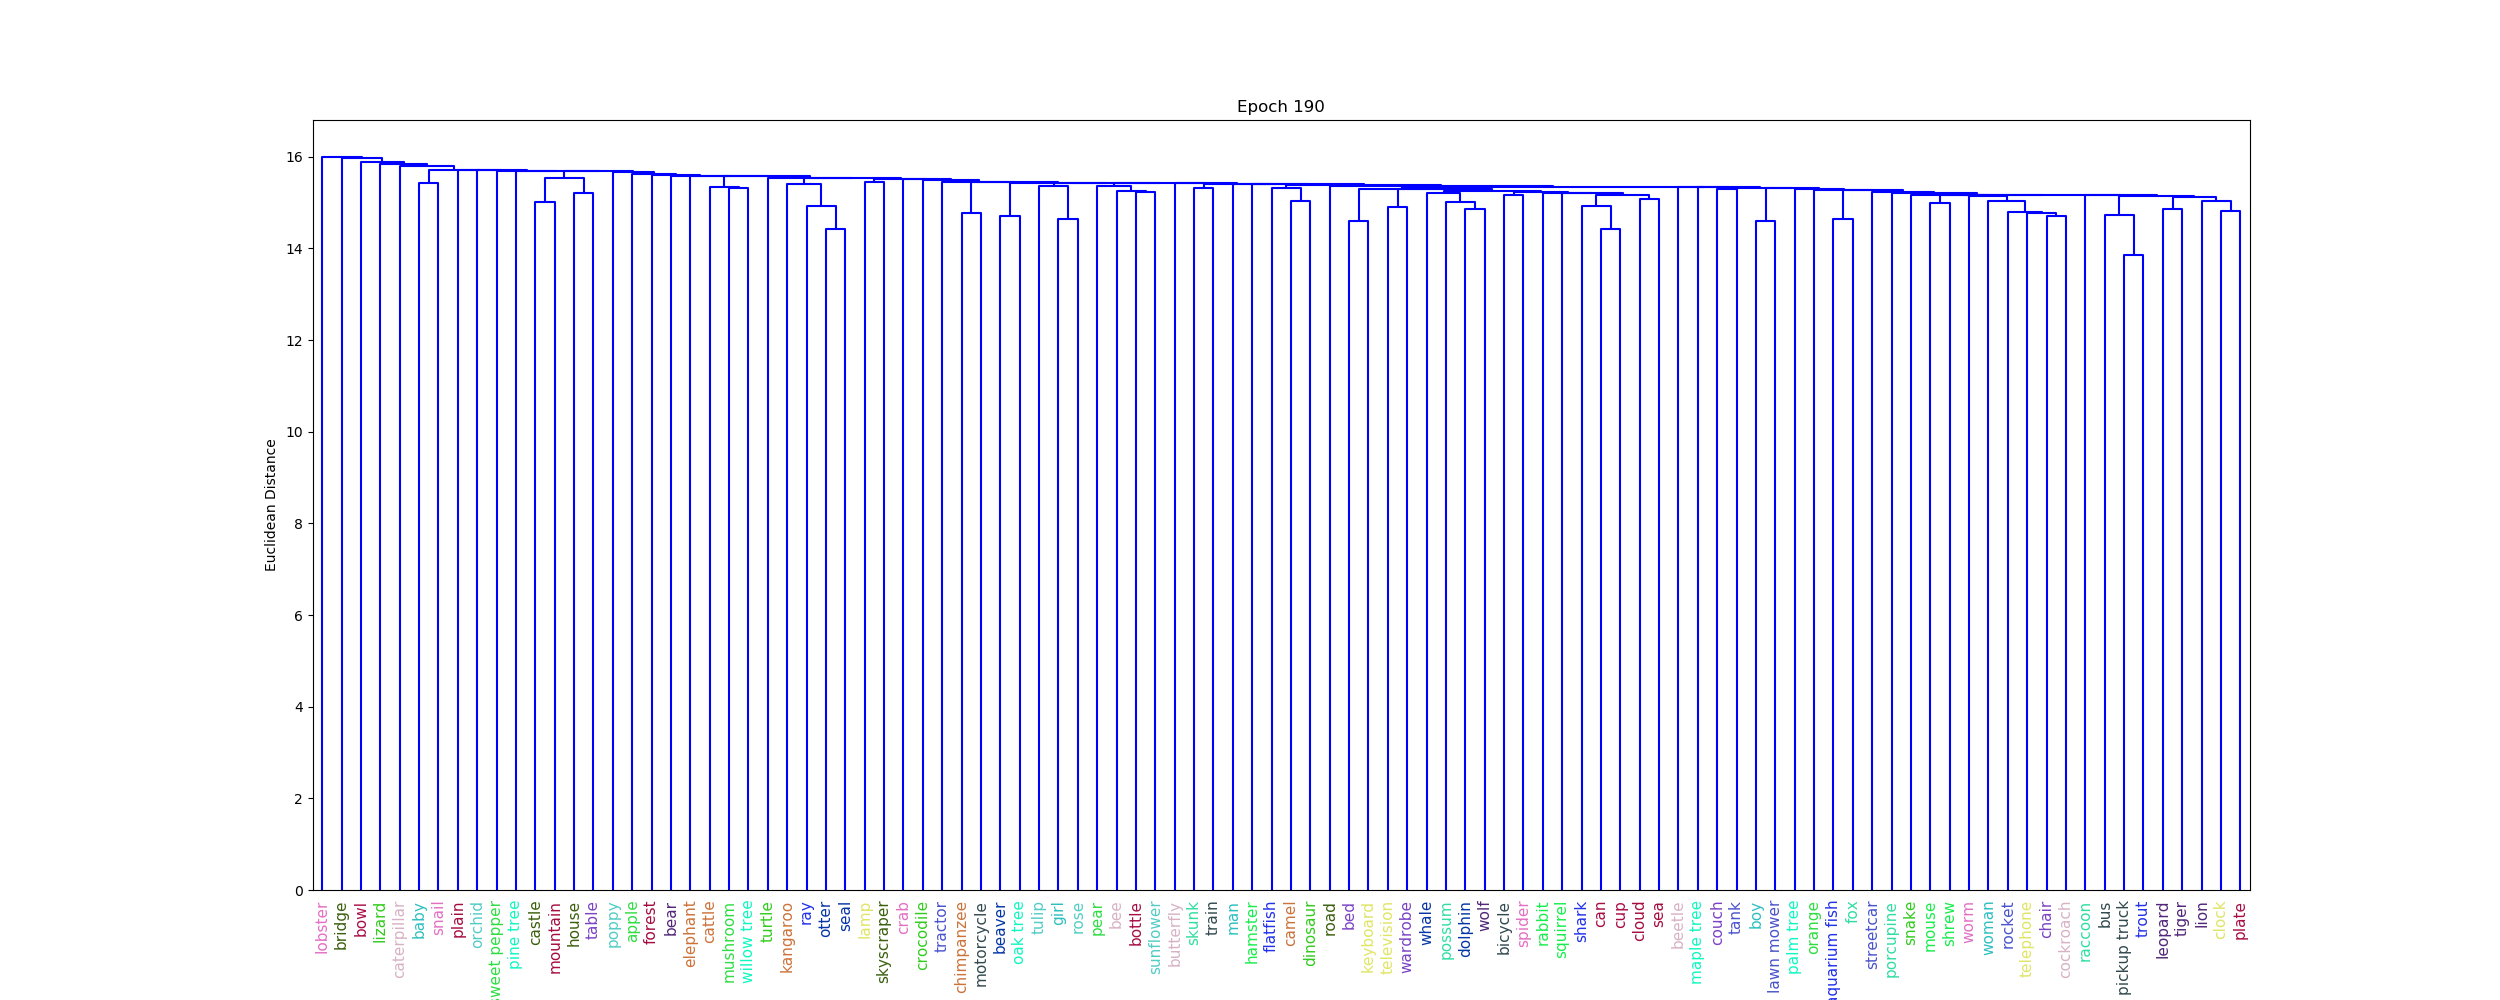 Epoch 190
Euclidean Distance
16
14
12
10
8
6
4
2
0
lobster
bridge
bowl
lizard
caterpillar
baby
snail
plain
orchid
sweet pepper
pine tree
castle
mountain
house
table
poppy
apple
forest
bear
elephant
cattle
mushroom
willow tree
turtle
kangaroo
ray
otter
seal
lamp
skyscraper
crab
crocodile
tractor
chimpanzee
motorcycle
beaver
oak tree
tulip
girl
rose
pear
bee
bottle
sunflower
butterfly
skunk
train
man
hamster
flatfish
camel
dinosaur
road
bed
keyboard
television
wardrobe
whale
possum
dolphin
wolf
bicycle
spider
rabbit
squirrel
shark
can
cup
cloud
sea
beetle
maple tree
couch
tank
boy
lawn mower
palm tree
orange
aquarium fish
fox
streetcar
porcupine
snake
mouse
shrew
worm
woman
rocket
telephone
chair
cockroach
raccoon
bus
pickup truck
trout
leopard
tiger
lion
clock
plate